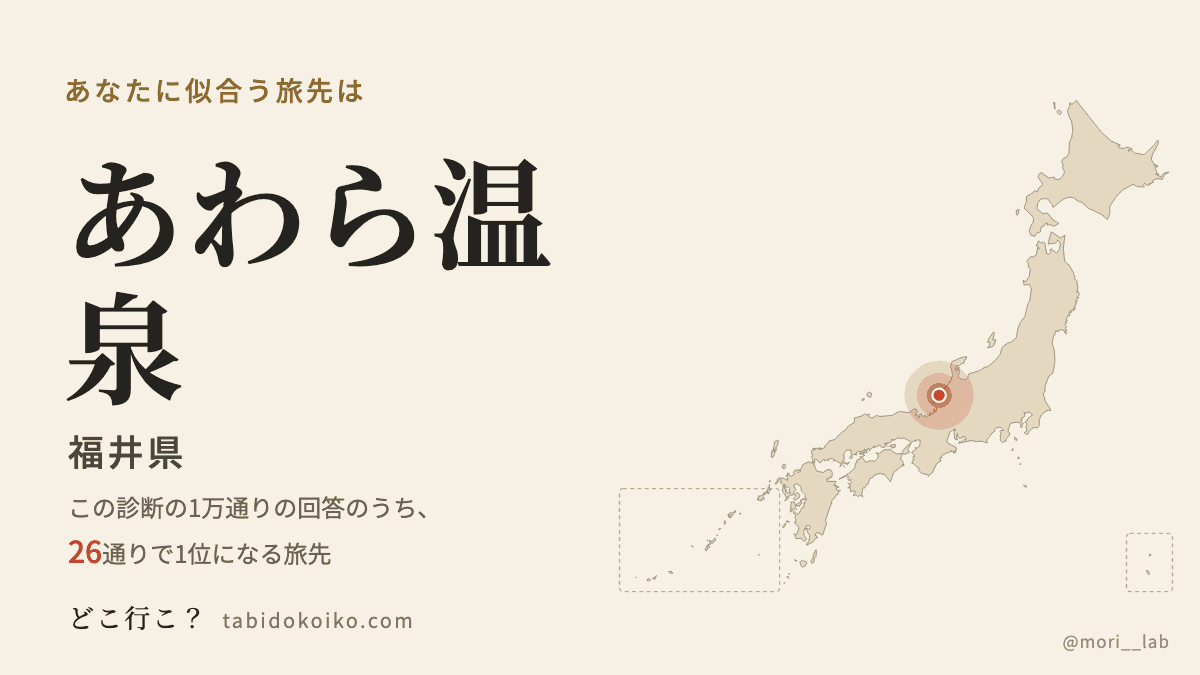 あなたに似合う旅先は
あわら温
泉
福井県
この診断の1万通りの回答のうち、
26通りで1位になる旅先
どこ行こ？ tabidokoiko.com
@mori__lab